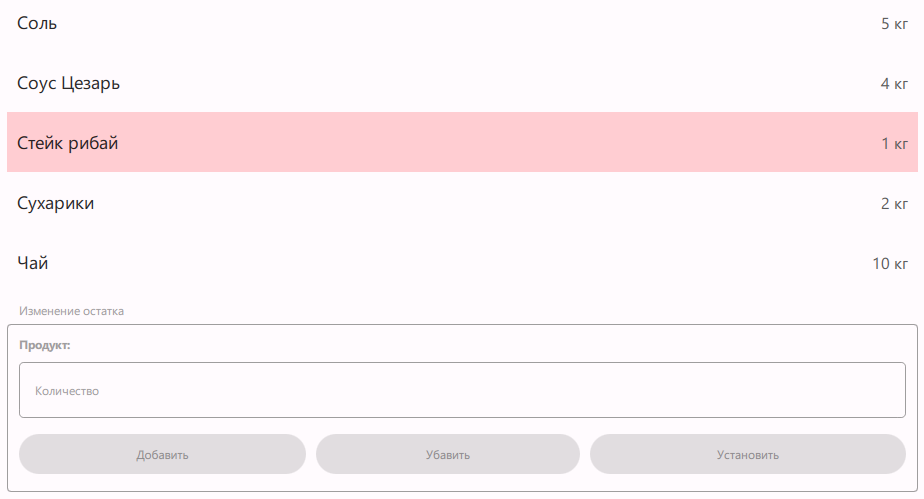 Соль 5 кг
Соус Цезарь 4 кг
Стейк рибай 1 кг
Сухарики 2 кг
Чай 10 кг
Изменение остатка
Продукт:
Количество
Добавить Убавить Установить